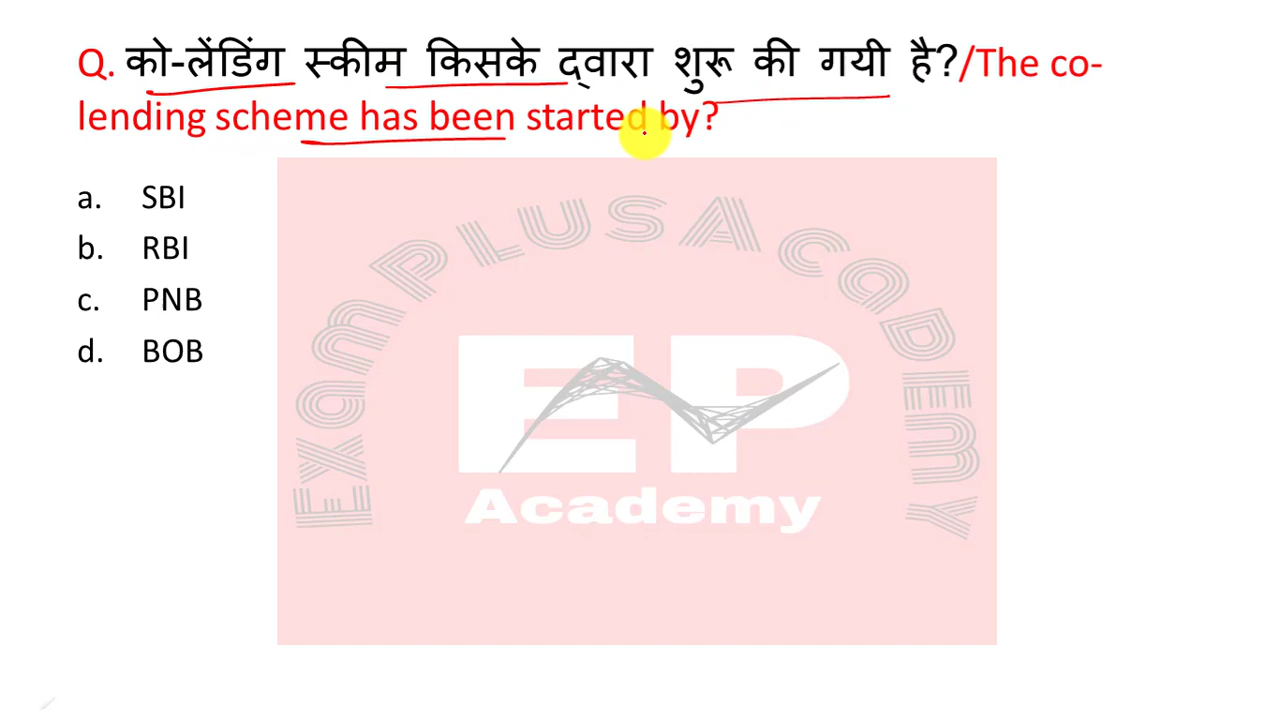 Q. को-लेंडिंग स्कीम किसके द्वारा शुरू की गयी है?/The co-
lending scheme has been started by?
a. SBI
b. RBI
c. PNB
d. BOB
ExamPlusAcademy
EP
Academy